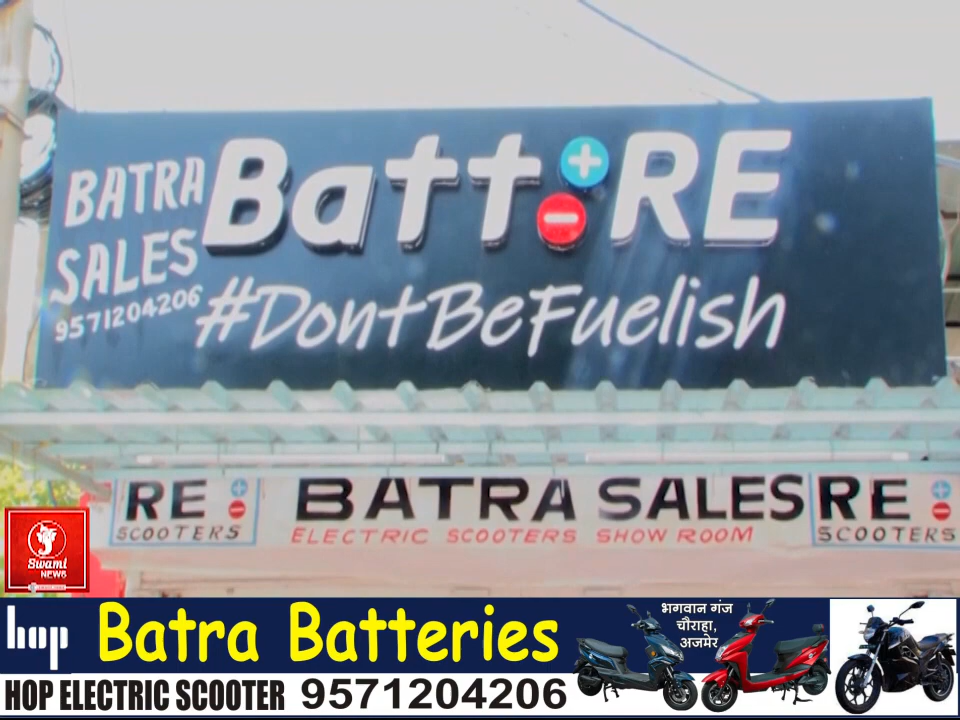 BATRA
SALES
9571204206
Batt:RE
#DontBeFuelish
RE
SCOOTERS
BATRA SALES
ELECTRIC SCOOTERS SHOW ROOM
RE
SCOOTERS
Swami
NEWS
hop
Batra Batteries
भगवान गंज
चौराहा,
अजमेर
HOP ELECTRIC SCOOTER 9571204206